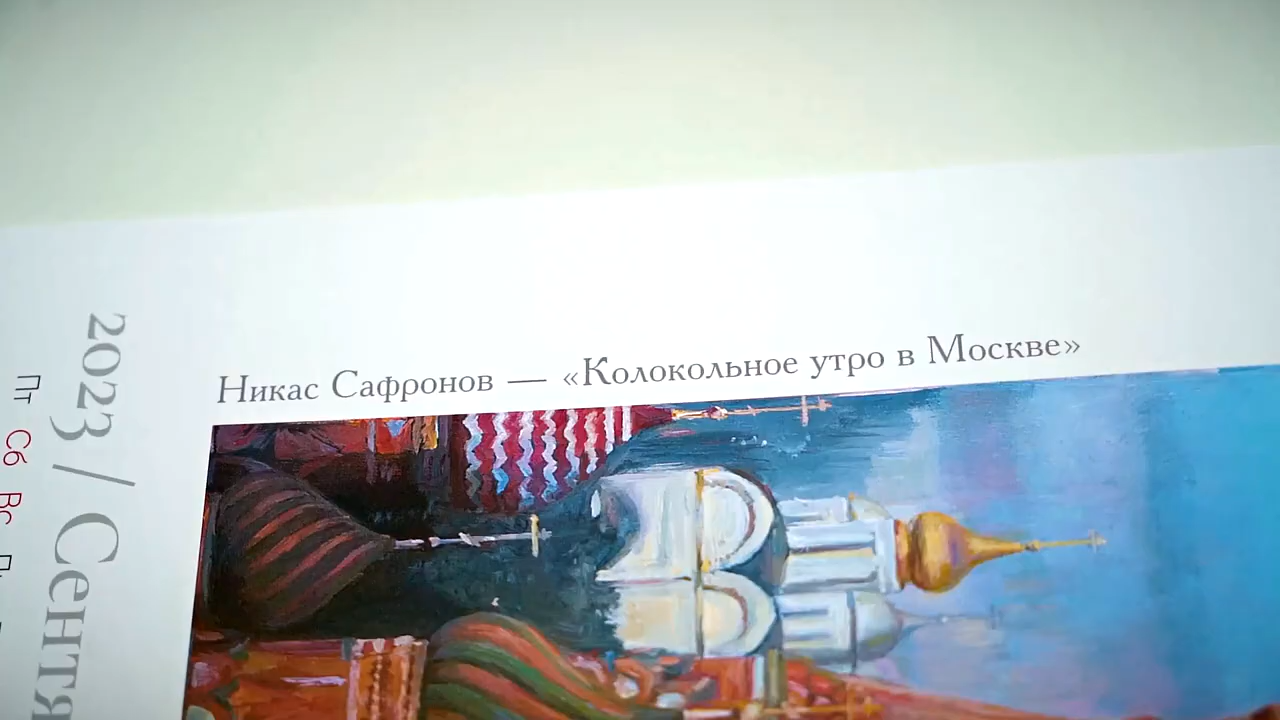 Никас Сафронов — «Колокольное утро в Москве»
2023 / Сентя
Пт Сб Вс